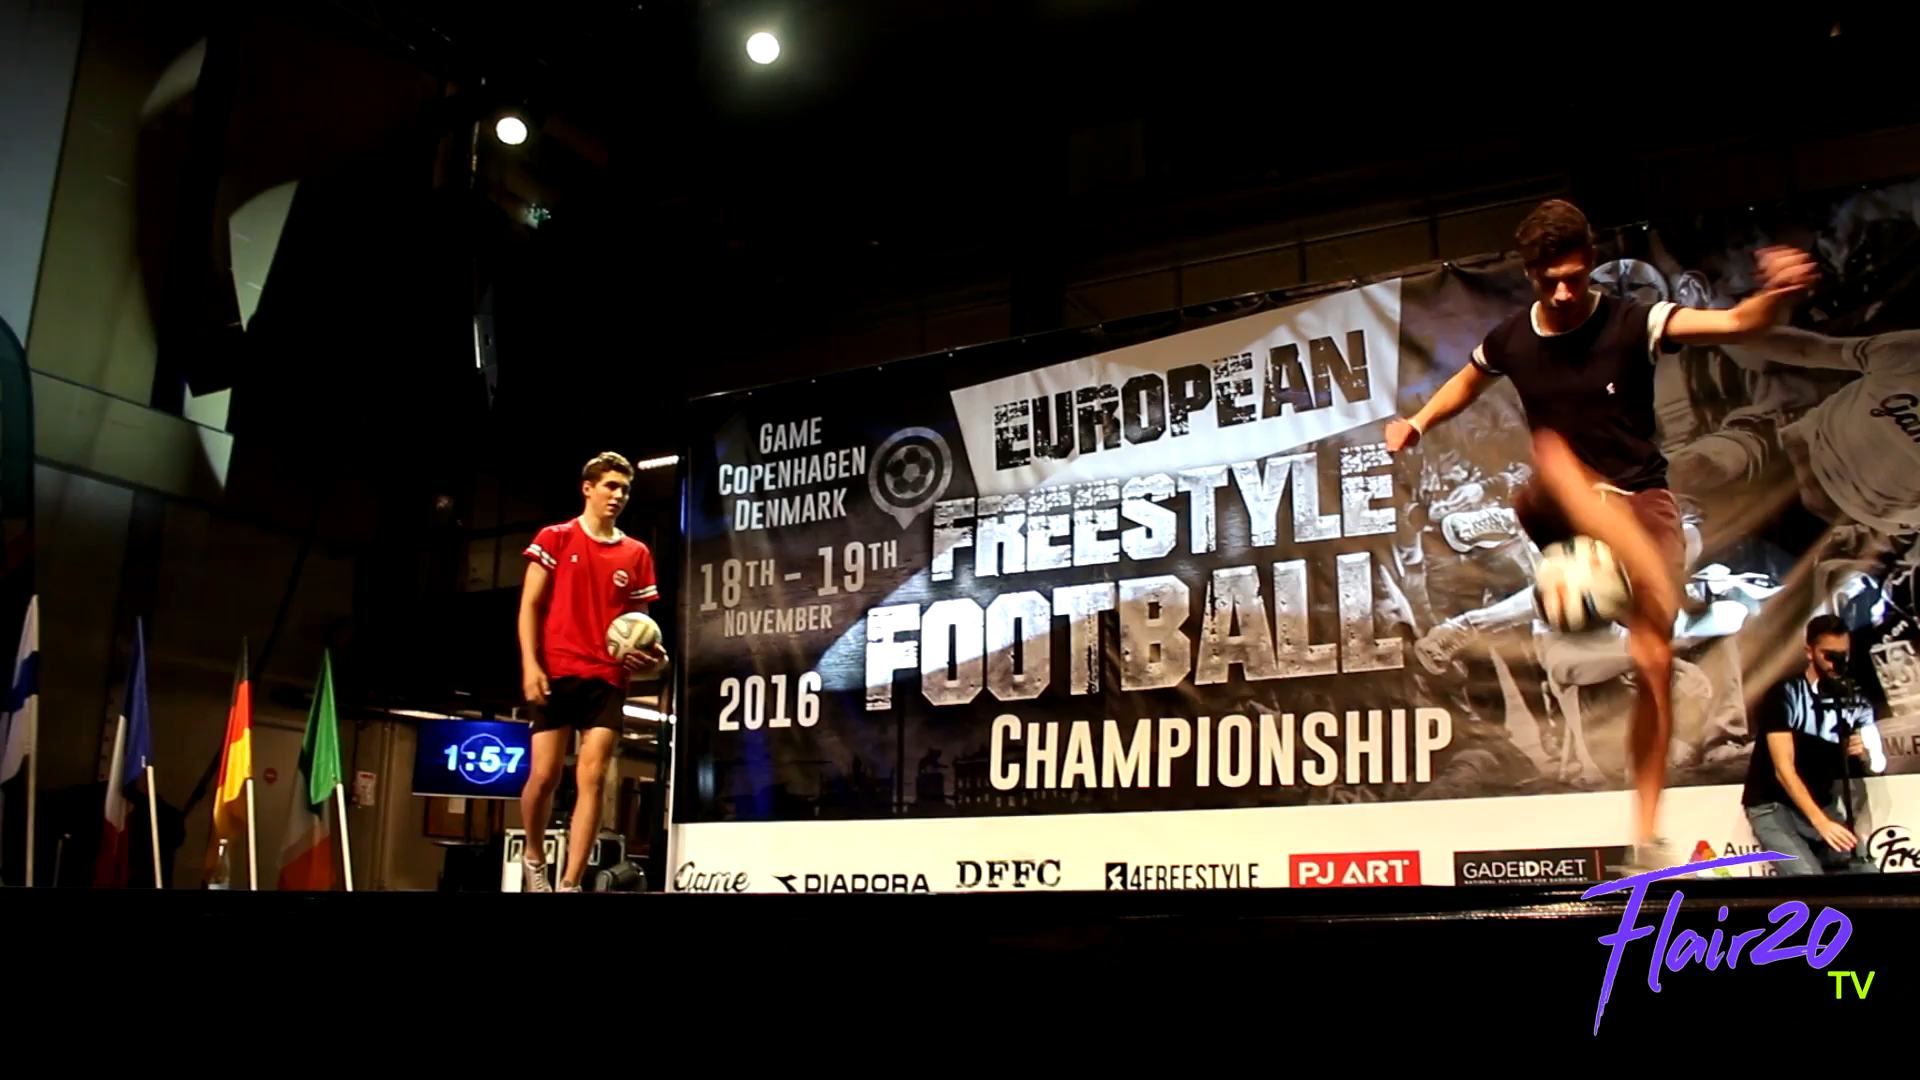 GAME
COPENHAGEN
DENMARK
18TH - 19TH
NOVEMBER
2016
EUROPEAN
FREESTYLE
FOOTBALL
CHAMPIONSHIP
1:57
Game
DIADORA
DFFC
4FREESTYLE
PJ ART
GADEiDRÆT
Flair20
TV